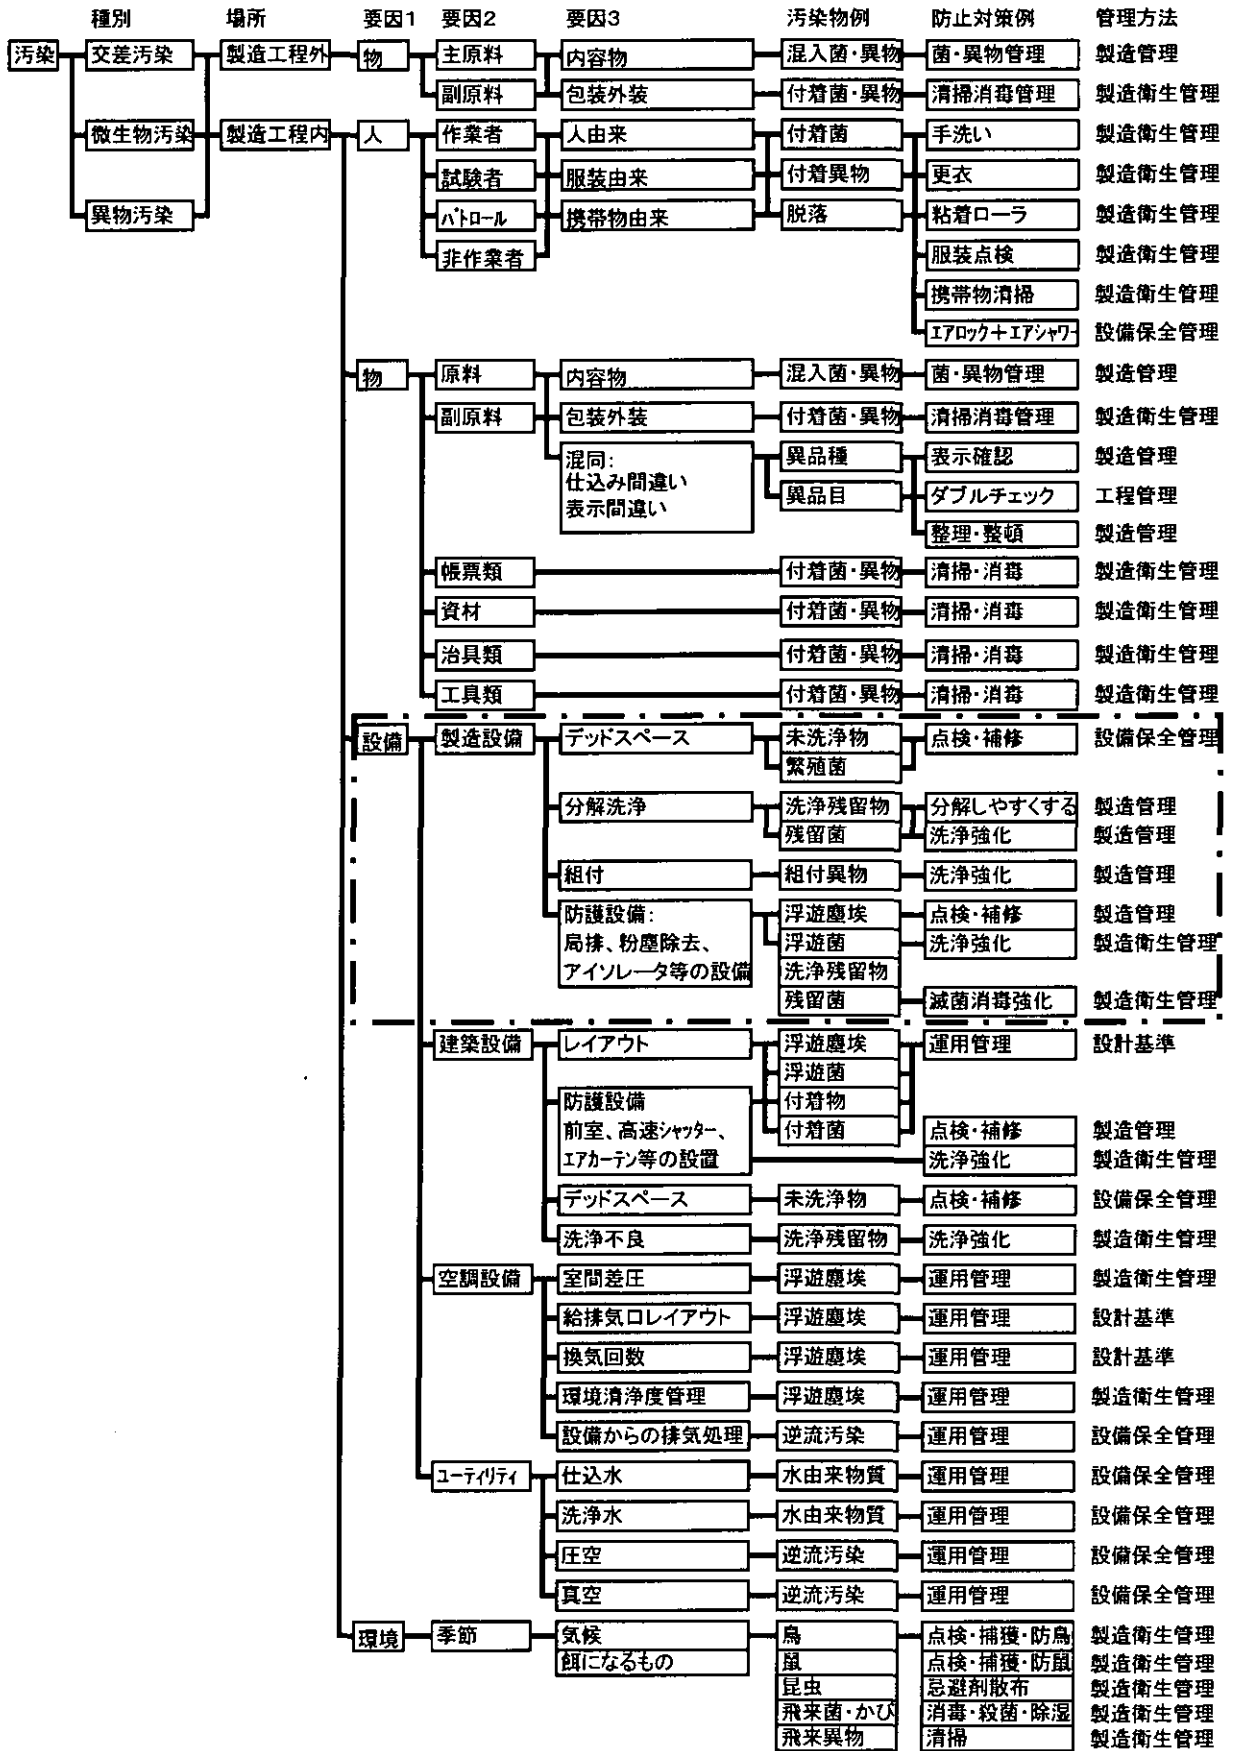 種別 場所 要因1 要因2 要因3 汚染物例 防止対策例 管理方法
汚染 交差汚染 製造工程外 物 主原料 内容物 混入菌・異物 菌・異物管理 製造管理
副原料 包装外装 付着菌・異物 清掃消毒管理 製造衛生管理
微生物汚染 製造工程内 人 作業者 人由来 付着菌 手洗い 製造衛生管理
試験者 服装由来 付着異物 更衣 製造衛生管理
異物汚染 パトロール 携帯物由来 脱落 粘着ローラ 製造衛生管理
非作業者 服装点検 製造衛生管理
携帯物清掃 製造衛生管理
エアロック+エアシャワー 設備保全管理
物 原料 内容物 混入菌・異物 菌・異物管理 製造管理
副原料 包装外装 付着菌・異物 清掃消毒管理 製造衛生管理
混同: 異品種 表示確認 製造管理
仕込み間違い
表示間違い 異品目 ダブルチェック 工程管理
整理・整頓 製造管理
帳票類 付着菌・異物 清掃・消毒 製造衛生管理
資材 付着菌・異物 清掃・消毒 製造衛生管理
治具類 付着菌・異物 清掃・消毒 製造衛生管理
工具類 付着菌・異物 清掃・消毒 製造衛生管理
設備 製造設備 デッドスペース 未洗浄物 点検・補修 設備保全管理
繁殖菌
分解洗浄 洗浄残留物 分解しやすくする 製造管理
残留菌 洗浄強化 製造管理
組付 組付異物 洗浄強化 製造管理
防護設備: 浮遊塵埃 点検・補修 製造管理
局排、粉塵除去、 浮遊菌 洗浄強化 製造衛生管理
アイソレータ等の設備 洗浄残留物
残留菌 滅菌消毒強化 製造衛生管理
建築設備 レイアウト 浮遊塵埃 運用管理 設計基準
浮遊菌
防護設備 付着物
前室、高速シャッター、 付着菌 点検・補修 製造管理
エアカーテン等の設置 洗浄強化 製造衛生管理
デッドスペース 未洗浄物 点検・補修 設備保全管理
洗浄不良 洗浄残留物 洗浄強化 製造衛生管理
空調設備 室間差圧 浮遊塵埃 運用管理 製造衛生管理
給排気口レイアウト 浮遊塵埃 運用管理 設計基準
換気回数 浮遊塵埃 運用管理 設計基準
環境清浄度管理 浮遊塵埃 運用管理 製造衛生管理
設備からの排気処理 逆流汚染 運用管理 設備保全管理
ユーティリティ 仕込水 水由来物質 運用管理 設備保全管理
洗浄水 水由来物質 運用管理 設備保全管理
圧空 逆流汚染 運用管理 設備保全管理
真空 逆流汚染 運用管理 設備保全管理
環境 季節 気候 鳥 点検・捕獲・防鳥 製造衛生管理
餌になるもの 鼠 点検・捕獲・防鼠 製造衛生管理
昆虫 忌避剤散布 製造衛生管理
飛来菌・かび 消毒・殺菌・除湿 製造衛生管理
飛来異物 清掃 製造衛生管理